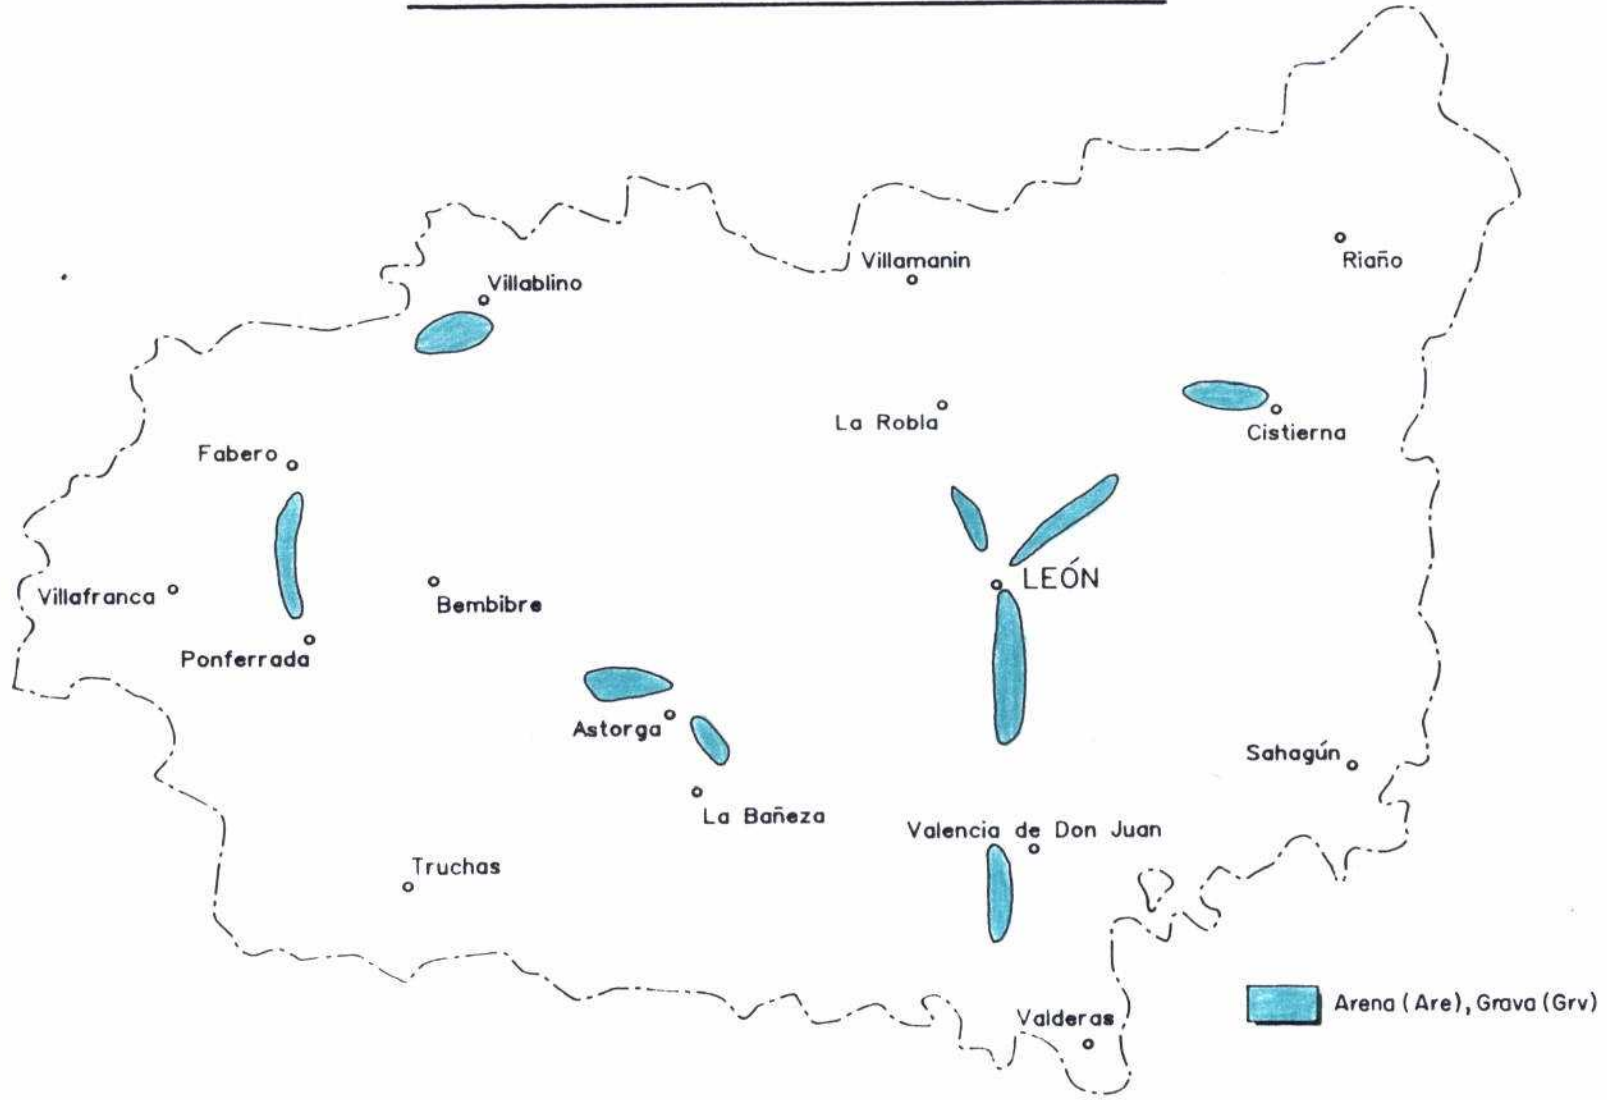 Villamanin
Riaño
Villablino
La Robla
Cistierna
Fabero
LEÓN
Villafranca
Bembibre
Ponferrada
Astorga
Sahagún
La Bañeza
Valencia de Don Juan
Truchas
Arena (Are), Grava (Grv)
Valderas